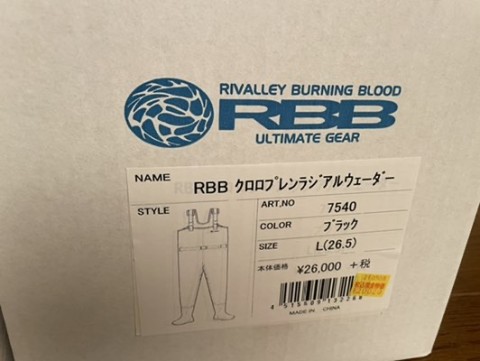 RIVALLEY BURNING BLOOD
RBB
ULTIMATE GEAR
NAME
RBB クロロプレンラジアルウェーダー
STYLE
ART,NO 7540
COLOR ブラック
SIZE L(26.5)
本体価格 ¥26,000 +税
MADE IN CHINA